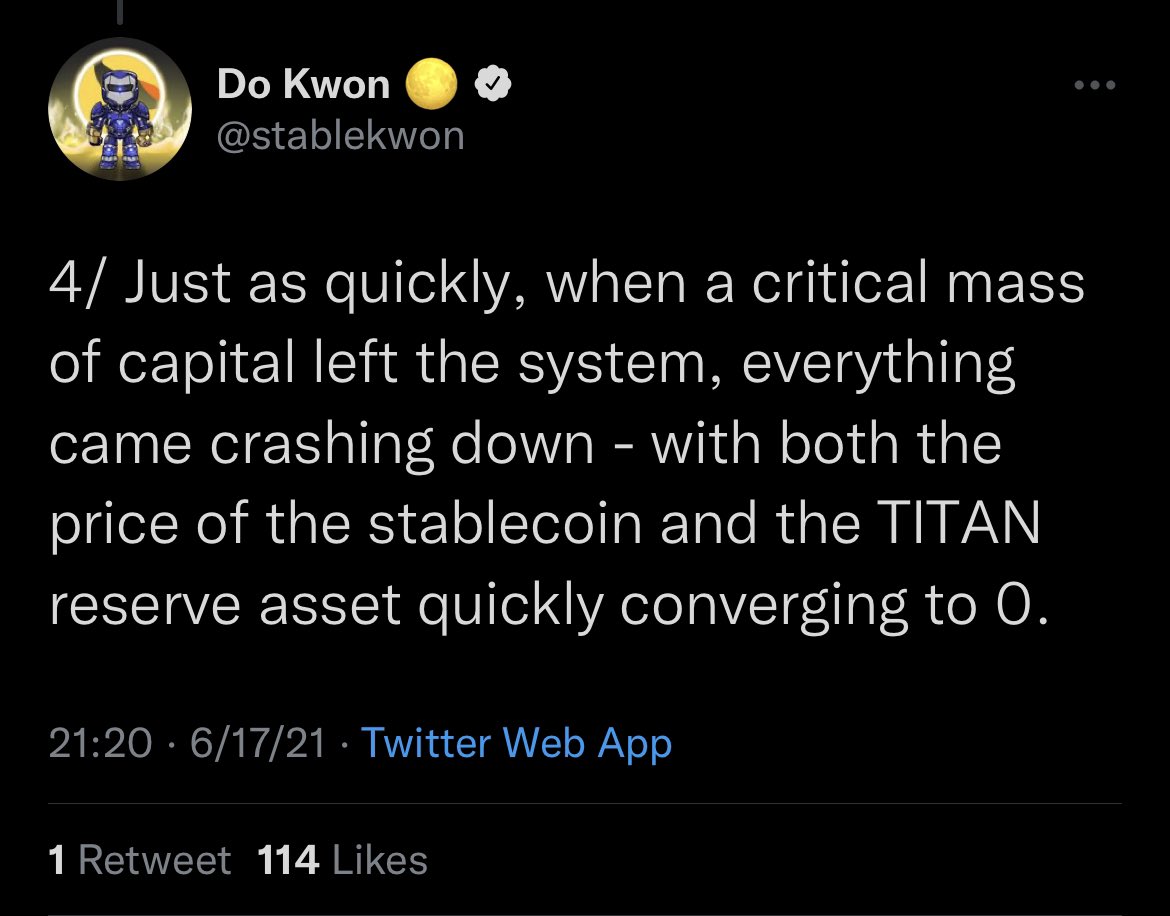 Do Kwon 🌕
@stablekwon
4/ Just as quickly, when a critical mass
of capital left the system, everything
came crashing down - with both the
price of the stablecoin and the TITAN
reserve asset quickly converging to 0.
21:20 · 6/17/21 · Twitter Web App
1 Retweet 114 Likes